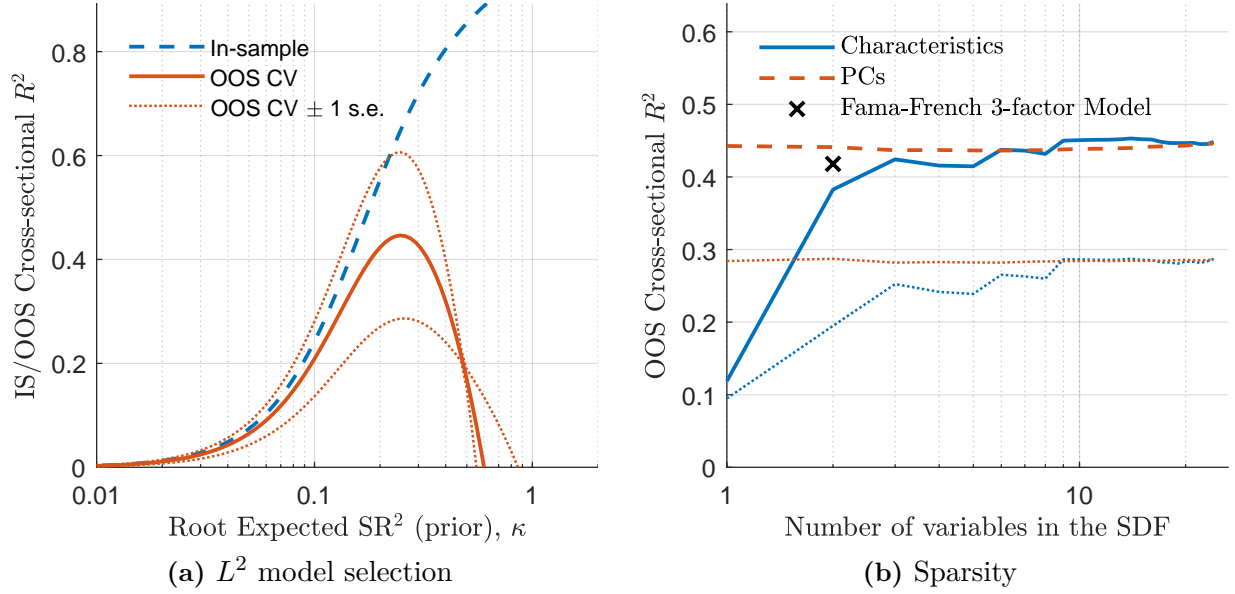 IS/OOS Cross-sectional R²
0.8
0.6
0.4
0.2
0
In-sample
OOS CV
OOS CV ± 1 s.e.
0.01
0.1
1
Root Expected SR² (prior), κ
(a) L² model selection
OOS Cross-sectional R²
0.6
0.5
0.4
0.3
0.2
0.1
0
Characteristics
PCs
Fama-French 3-factor Model
1
10
Number of variables in the SDF
(b) Sparsity